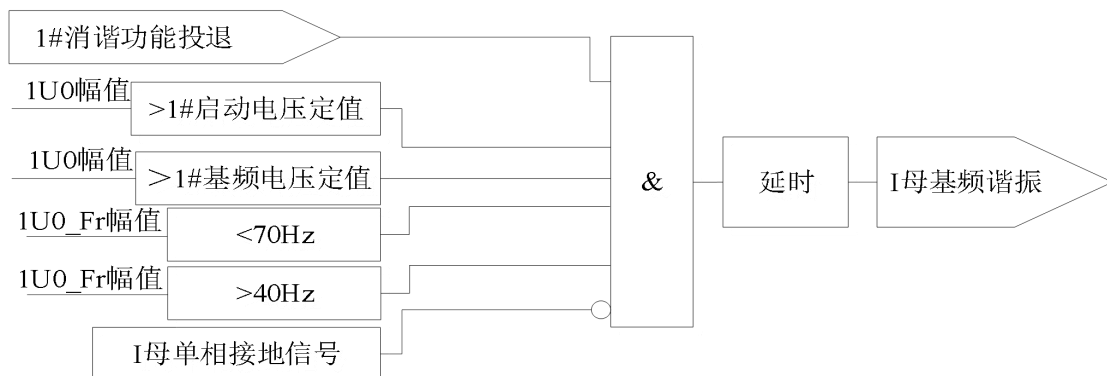 1#消谐功能投退
1U0幅值
>1#启动电压定值
1U0幅值
>1#基频电压定值
1U0_Fr幅值
<70Hz
1U0_Fr幅值
>40Hz
I母单相接地信号
&
延时
I母基频谐振